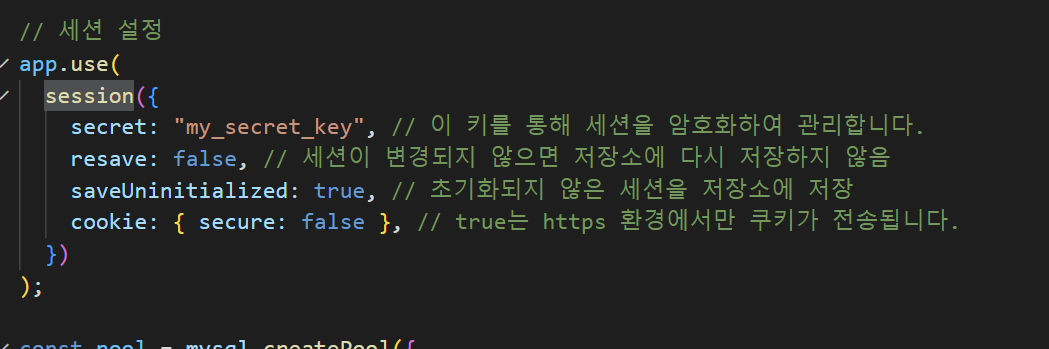 // 세션 설정
app.use(
session({
secret: "my_secret_key", // 이 키를 통해 세션을 암호화하여 관리합니다.
resave: false, // 세션이 변경되지 않으면 저장소에 다시 저장하지 않음
saveUninitialized: true, // 초기화되지 않은 세션을 저장소에 저장
cookie: { secure: false }, // true는 https 환경에서만 쿠키가 전송됩니다.
})
);
const pool = mysql.createPool({